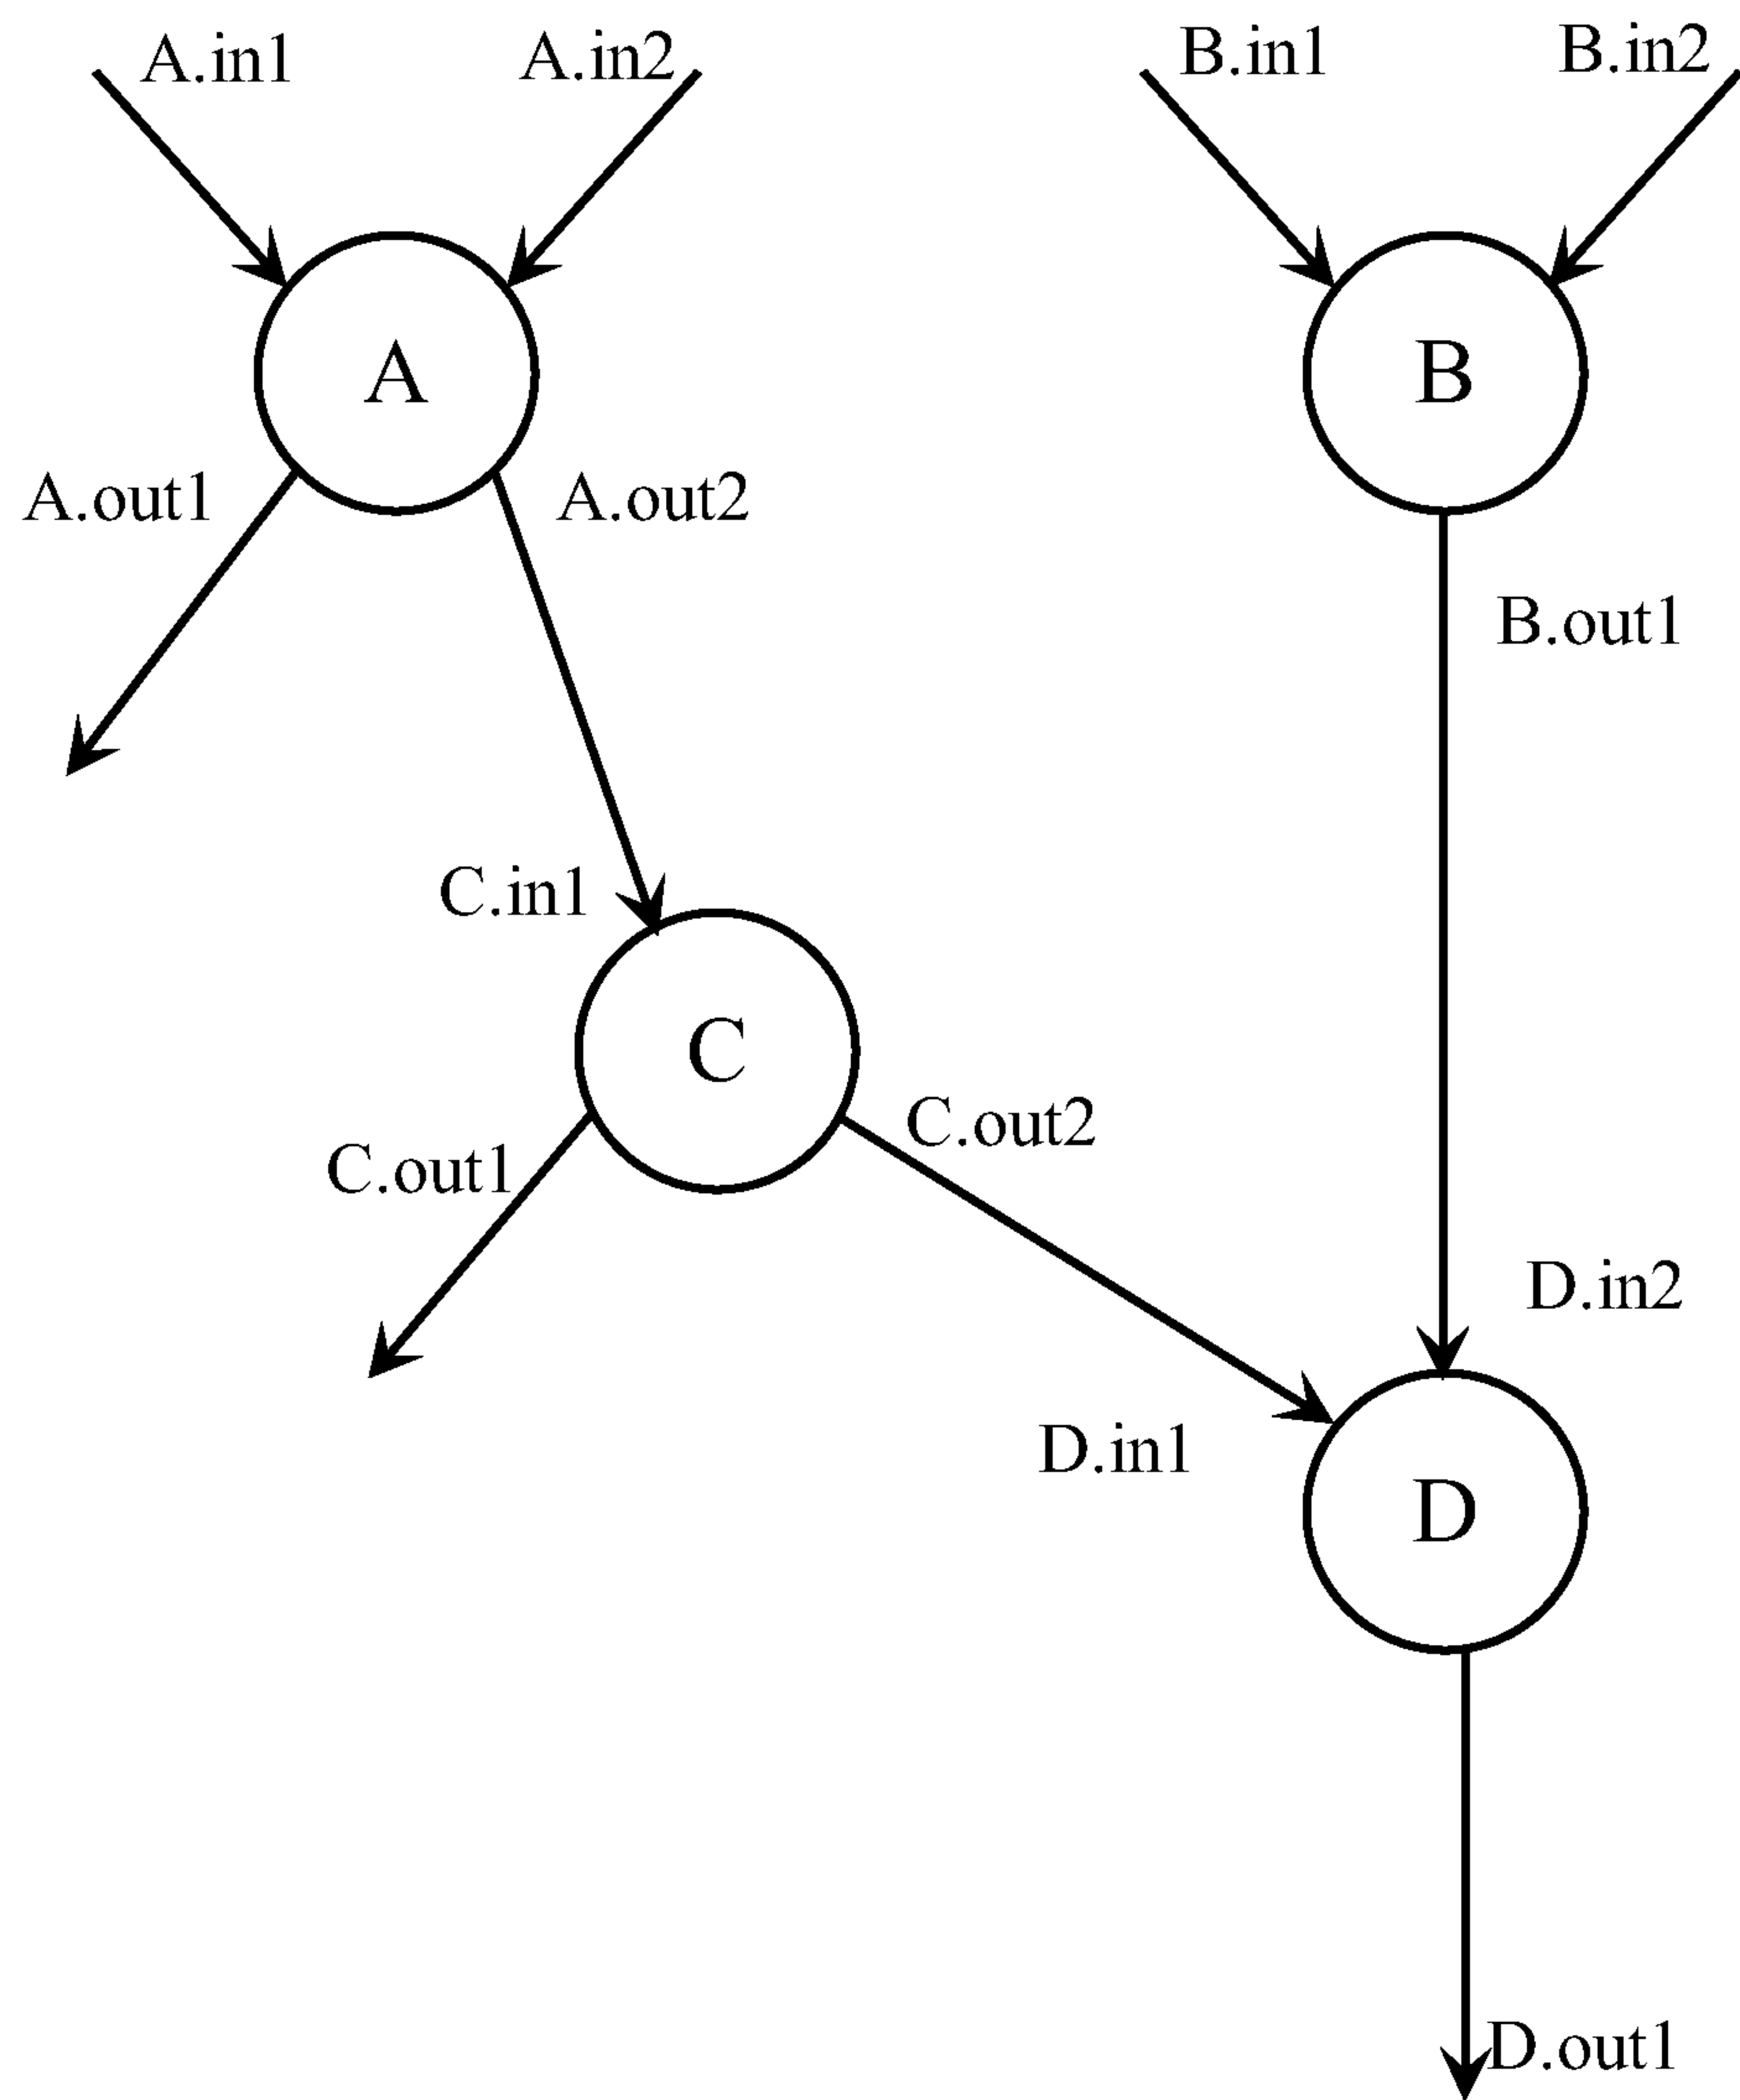 A.in1
A.in2
B.in1
B.in2
A
B
A.out1
A.out2
B.out1
C.in1
C
C.out2
C.out1
D.in2
D.in1
D
D.out1